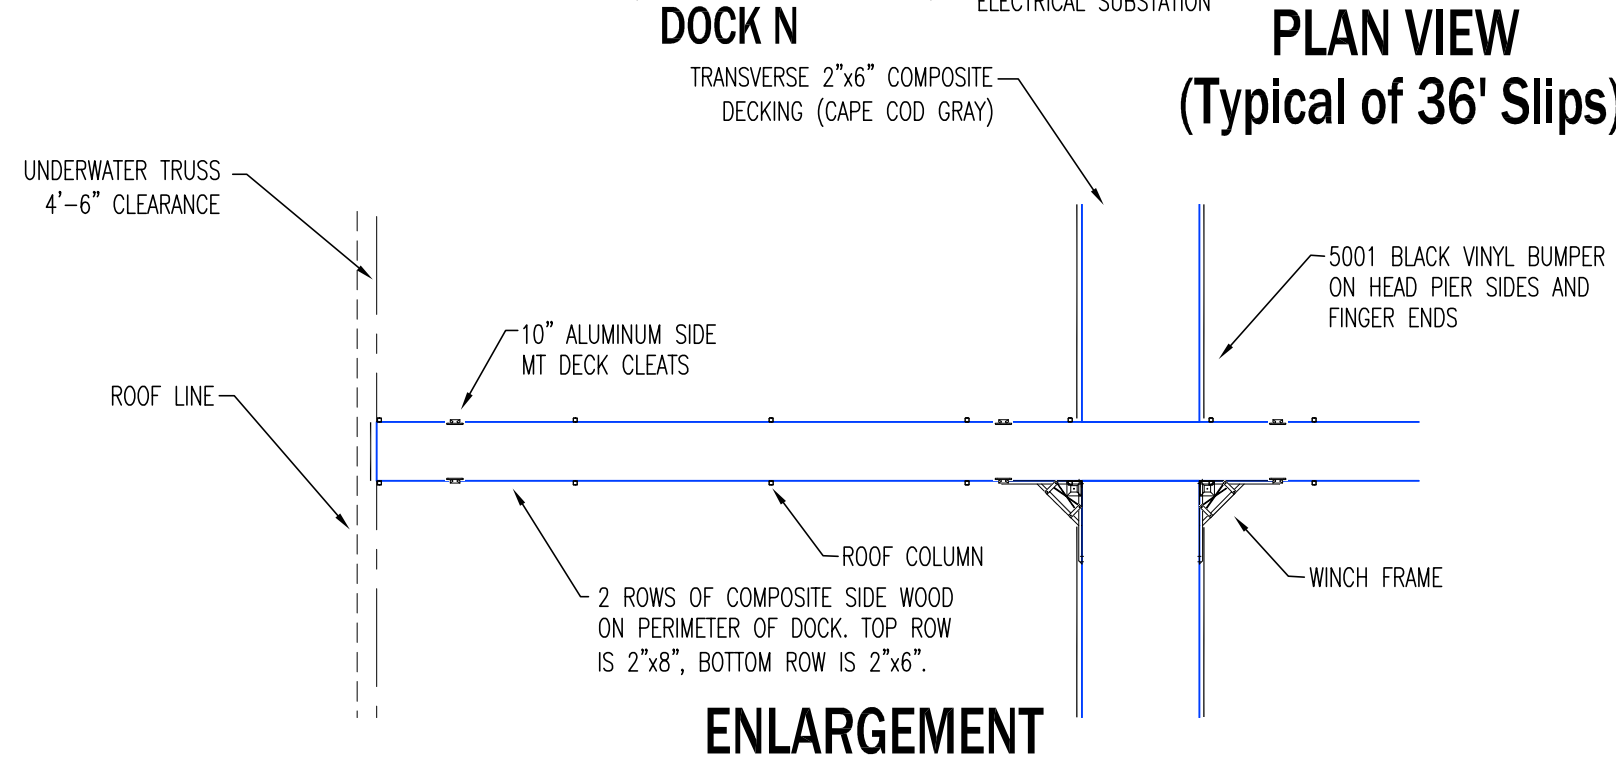 ELECTRICAL SUBSTATION
DOCK N
PLAN VIEW
(Typical of 36' Slips)
TRANSVERSE 2"x6" COMPOSITE
DECKING (CAPE COD GRAY)
UNDERWATER TRUSS
4'-6" CLEARANCE
5001 BLACK VINYL BUMPER
ON HEAD PIER SIDES AND
FINGER ENDS
10" ALUMINUM SIDE
MT DECK CLEATS
ROOF LINE
ROOF COLUMN
WINCH FRAME
2 ROWS OF COMPOSITE SIDE WOOD
ON PERIMETER OF DOCK. TOP ROW
IS 2"x8", BOTTOM ROW IS 2"x6".
ENLARGEMENT